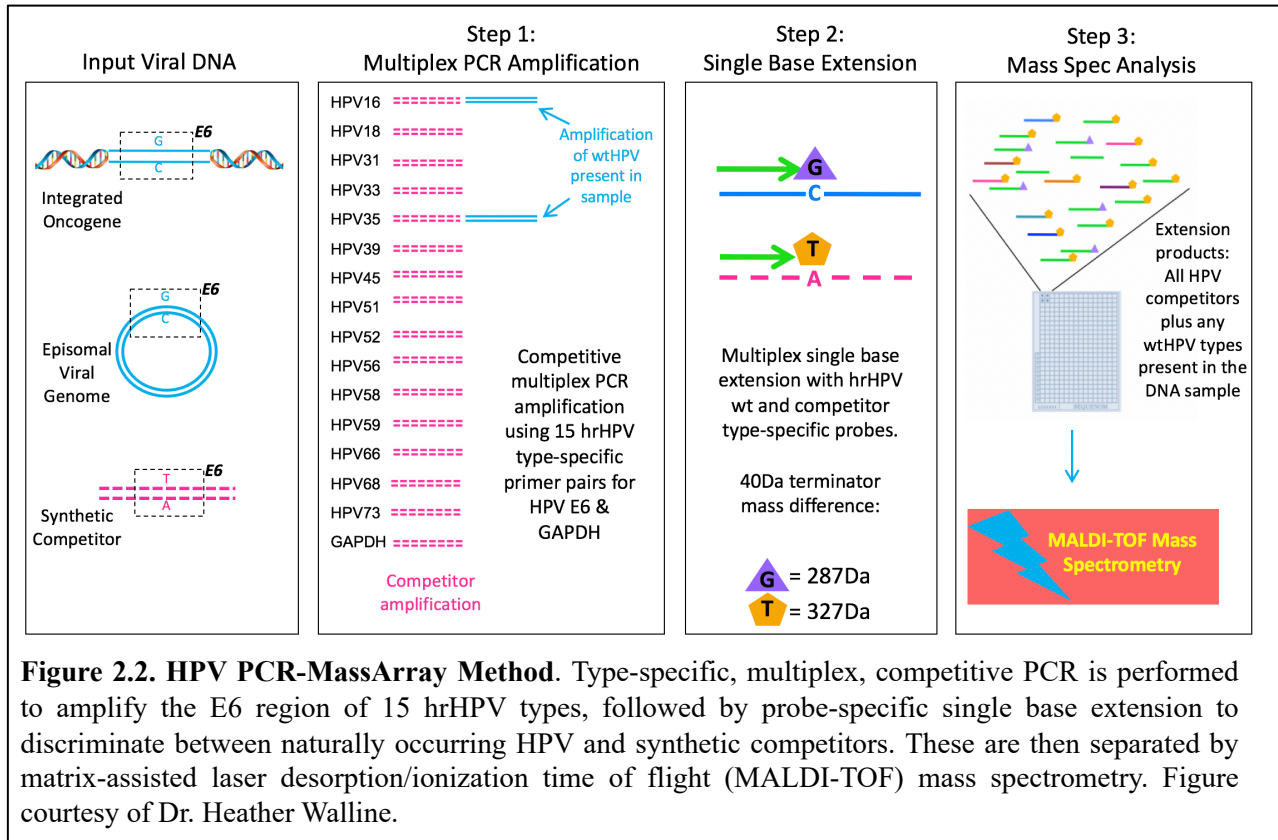 Input Viral DNA
G
E6
C
Integrated
Oncogene
G
E6
C
Episomal
Viral
Genome
T
E6
A
Synthetic
Competitor
Step 1:
Multiplex PCR Amplification
HPV16
HPV18
HPV31
HPV33
HPV35
HPV39
HPV45
HPV51
HPV52
HPV56
HPV58
HPV59
HPV66
HPV68
HPV73
GAPDH
Amplification
of wtHPV
present in
sample
Competitive
multiplex PCR
amplification
using 15 hrHPV
type-specific
primer pairs for
HPV E6 &
GAPDH
Competitor
amplification
Step 2:
Single Base Extension
G
C
T
A
Multiplex single base
extension with hrHPV
wt and competitor
type-specific probes.
40Da terminator
mass difference:
G = 287Da
T = 327Da
Step 3:
Mass Spec Analysis
Extension
products:
All HPV
competitors
plus any
wtHPV types
present in the
DNA sample
SEQUENOM
MALDI-TOF Mass
Spectrometry
Figure 2.2. HPV PCR-MassArray Method. Type-specific, multiplex, competitive PCR is performed
to amplify the E6 region of 15 hrHPV types, followed by probe-specific single base extension to
discriminate between naturally occurring HPV and synthetic competitors. These are then separated by
matrix-assisted laser desorption/ionization time of flight (MALDI-TOF) mass spectrometry. Figure
courtesy of Dr. Heather Walline.